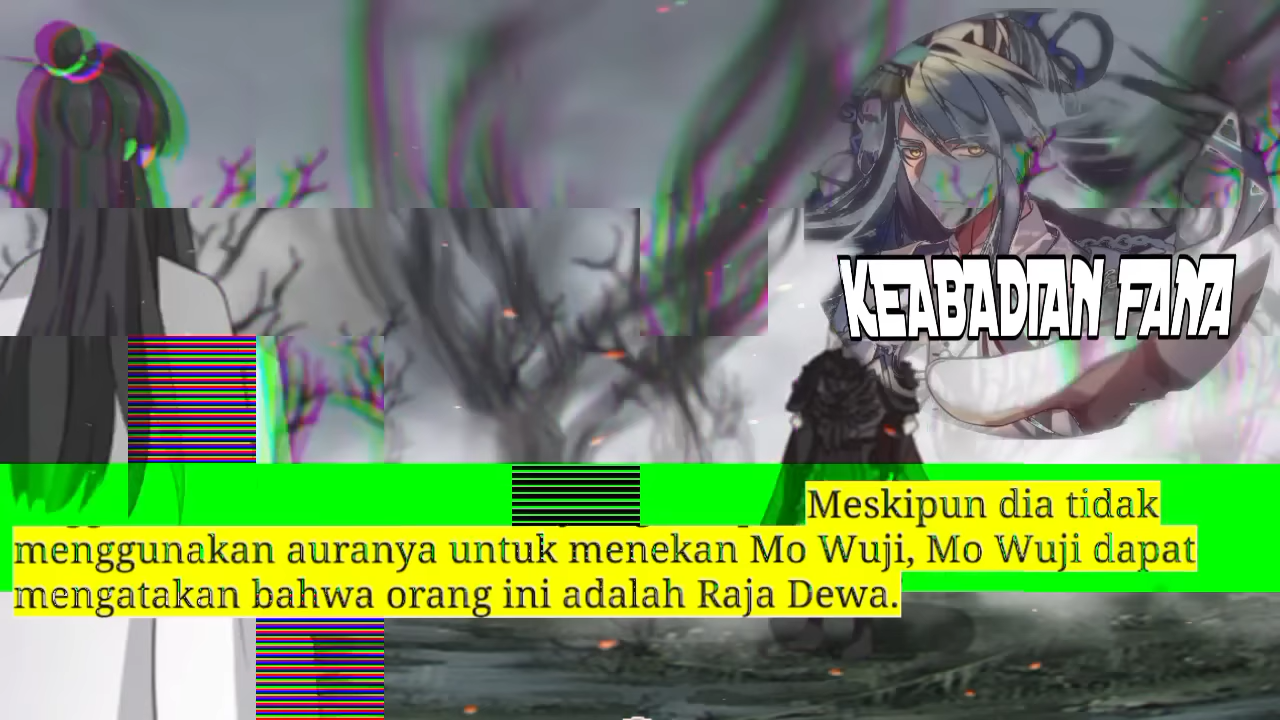 KEABADIAN FANA
Meskipun dia tidak
menggunakan auranya untuk menekan Mo Wuji, Mo Wuji dapat
mengatakan bahwa orang ini adalah Raja Dewa.